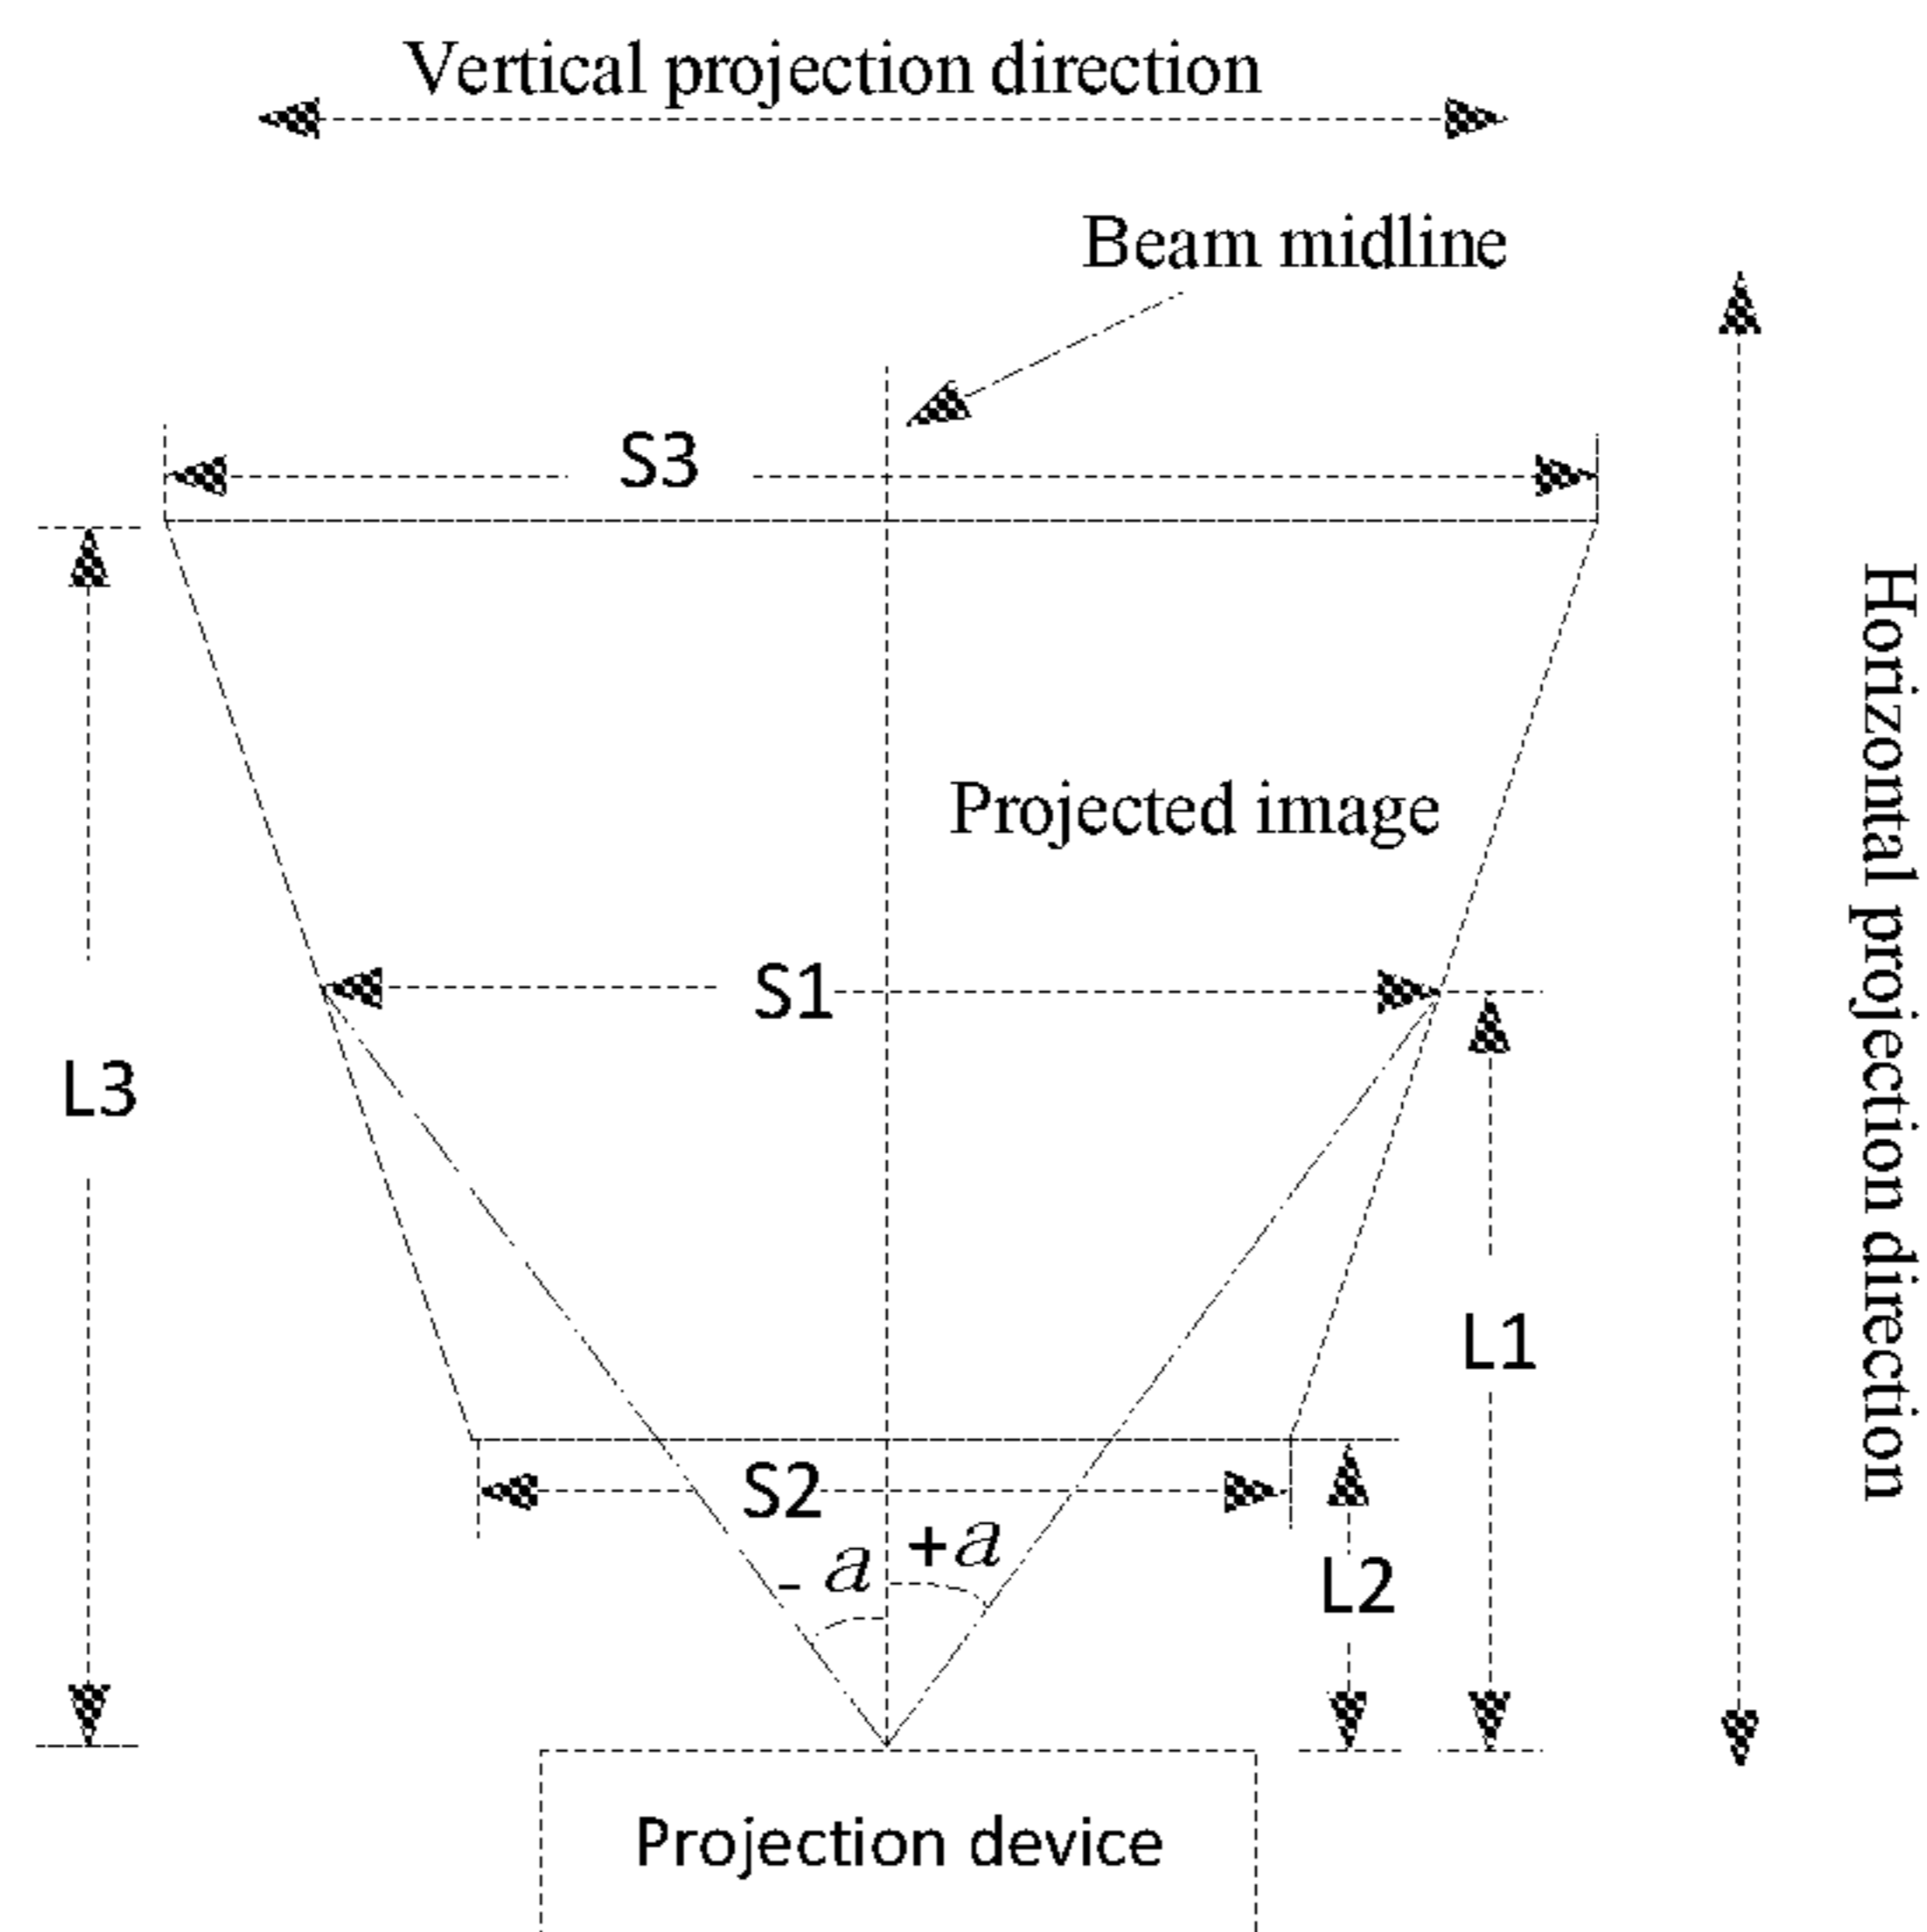 Vertical projection direction
Beam midline
S3
Projected image
Horizontal projection direction
S1
L3
L1
S2
- a
+a
L2
Projection device